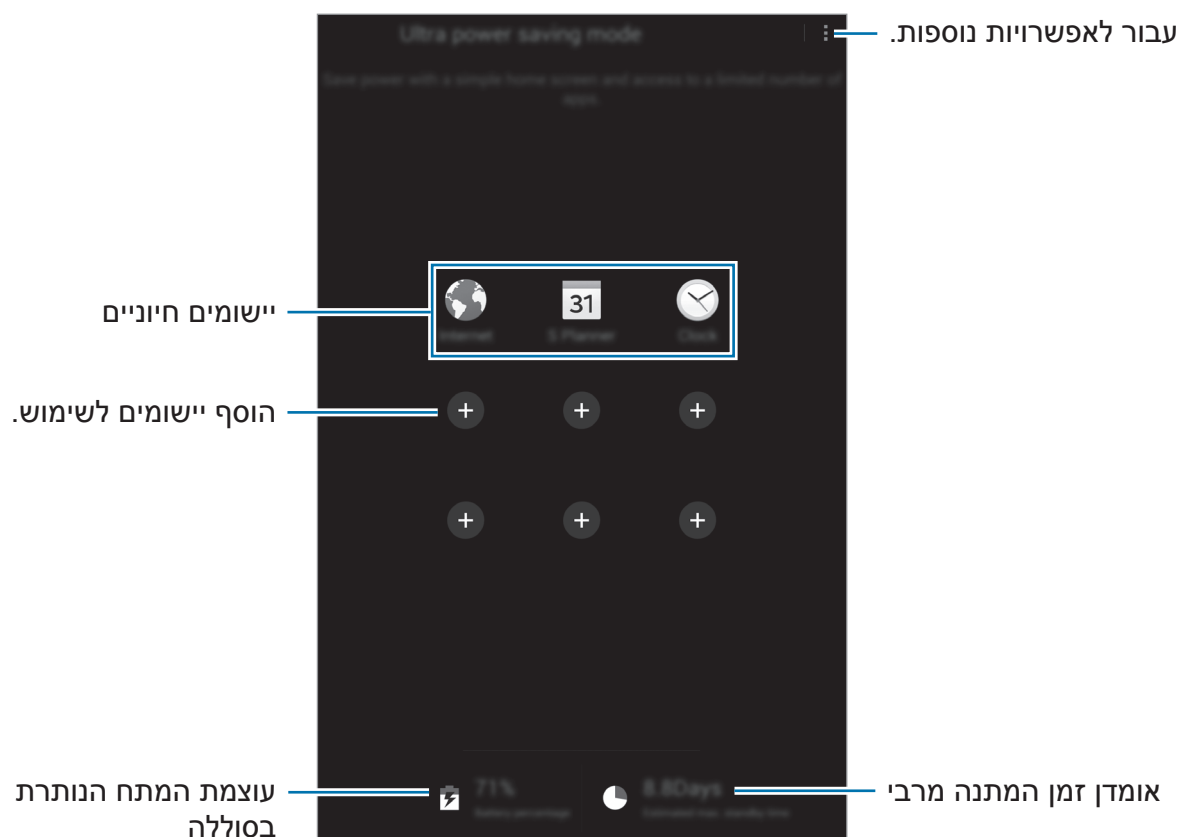 Ultra power saving mode
עבור לאפשרויות נוספות.
Save power with a simple home screen and access to a limited number of
apps.
31
יישומים חיוניים
Internet
S Planner
Clock
הוסף יישומים לשימוש.
71%
Battery percentage
8.8Days
Estimated max. standby time
אומדן זמן המתנה מרבי
עוצמת המתח הנותרת
בסוללה